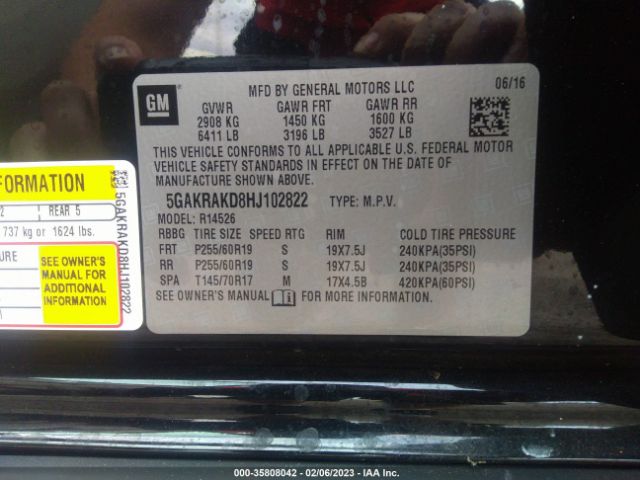 GM
MFD BY GENERAL MOTORS LLC 06/16
GVWR GAWR FRT GAWR RR
2908 KG 1450 KG 1600 KG
6411 LB 3196 LB 3527 LB
THIS VEHICLE CONFORMS TO ALL APPLICABLE U.S. FEDERAL MOTOR
VEHICLE SAFETY STANDARDS IN EFFECT ON THE DATE OF
MANUFACTURE SHOWN ABOVE.
5GAKRAKD8HJ102822 TYPE: M.P.V.
MODEL: R14526
RBBG TIRE SIZE SPEED RTG RIM COLD TIRE PRESSURE
FRT P255/60R19 S 19X7.5J 240KPA(35PSI)
RR P255/60R19 S 19X7.5J 240KPA(35PSI)
SPA T145/70R17 M 17X4.5B 420KPA(60PSI)
SEE OWNER'S MANUAL i FOR MORE INFORMATION.
FORMATION
2 REAR 5
737 kg or 1624 lbs.
SURE
SEE OWNER'S
MANUAL FOR
ADDITIONAL
INFORMATION
5GAKRAKD8HJ102822
000-35808042 / 02/06/2023 / IAA Inc.